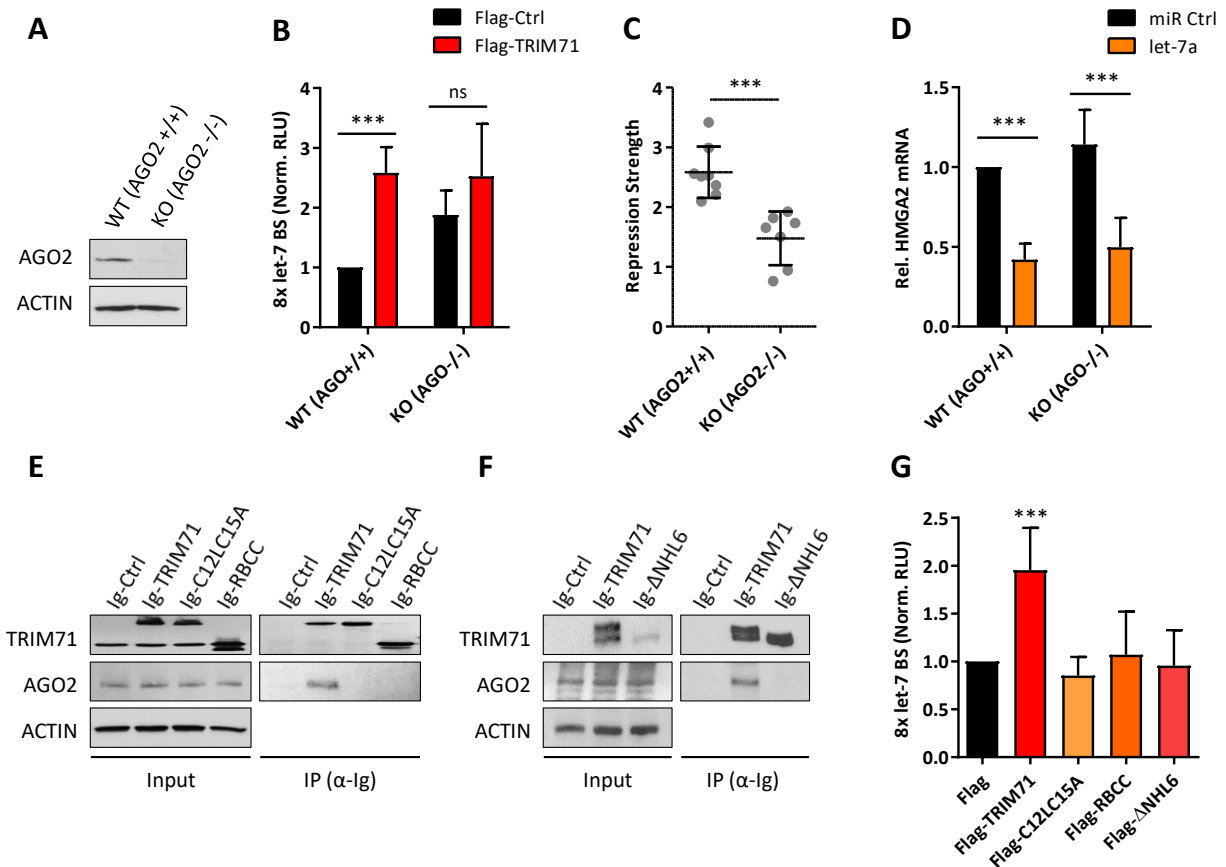 A
WT (AGO2 +/+)
KO (AGO2 -/-)
AGO2
ACTIN
B
Flag-Ctrl
Flag-TRIM71
8x let-7 BS (Norm. RLU)
4
3
2
1
0
***
ns
WT (AGO+/+)
KO (AGO-/-)
C
Repression Strength
4
3
2
1
0
***
WT (AGO2+/+)
KO (AGO2-/-)
D
miR Ctrl
let-7a
Rel. HMGA2 mRNA
1.5
1.0
0.5
0.0
***
***
WT (AGO+/+)
KO (AGO-/-)
E
Ig-Ctrl
Ig-TRIM71
Ig-C12LC15A
Ig-RBCC
Ig-Ctrl
Ig-TRIM71
Ig-C12LC15A
Ig-RBCC
TRIM71
AGO2
ACTIN
Input
IP (α-Ig)
F
Ig-Ctrl
Ig-TRIM71
Ig-ΔNHL6
Ig-Ctrl
Ig-TRIM71
Ig-ΔNHL6
TRIM71
AGO2
ACTIN
Input
IP (α-Ig)
G
8x let-7 BS (Norm. RLU)
2.5
2.0
1.5
1.0
0.5
0.0
***
Flag
Flag-TRIM71
Flag-C12LC15A
Flag-RBCC
Flag-ΔNHL6